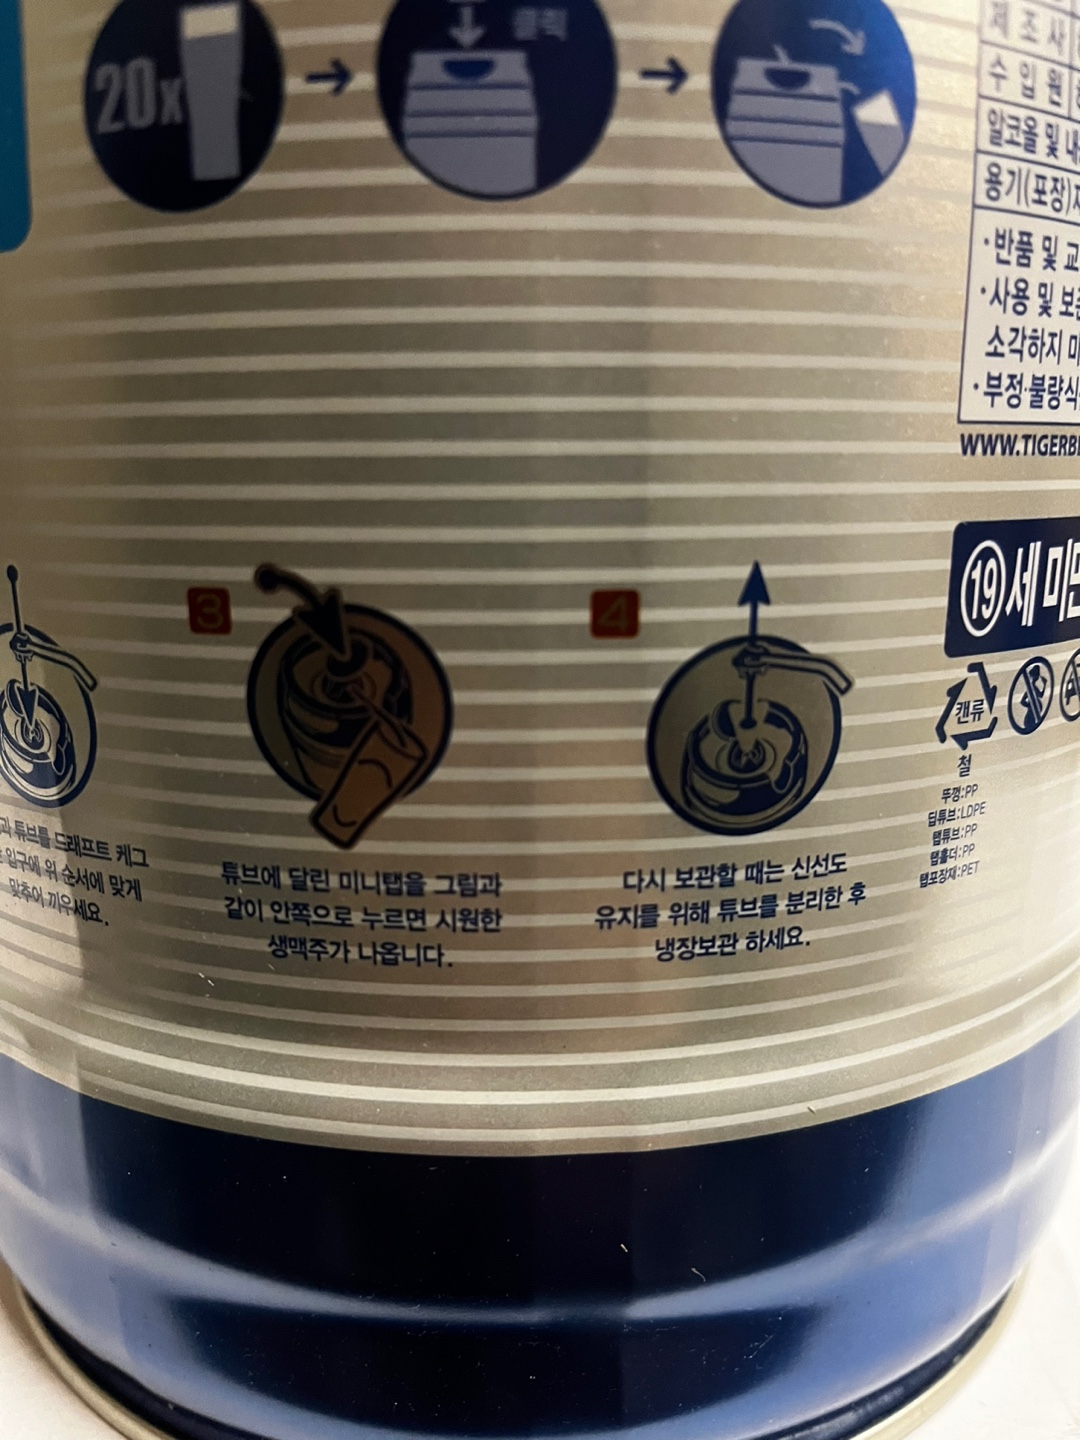 20x
클릭
제조사
수입원
알코올 및
용기(포장)
·반품 및
·사용 및
소각하지
·부정·불량식
WWW.TIGERB
⑲세 미만
캔류
철
뚜껑:PP
딥튜브:LDPE
탭튜브:PP
탭홀더:PP
탭포장재:PET
튜브를 드래프트 케그
입구에 위 순서에 맞게
맞추어 끼우세요.
3
튜브에 달린 미니탭을 그림과
같이 안쪽으로 누르면 시원한
생맥주가 나옵니다.
4
다시 보관할 때는 신선도
유지를 위해 튜브를 분리한 후
냉장보관 하세요.